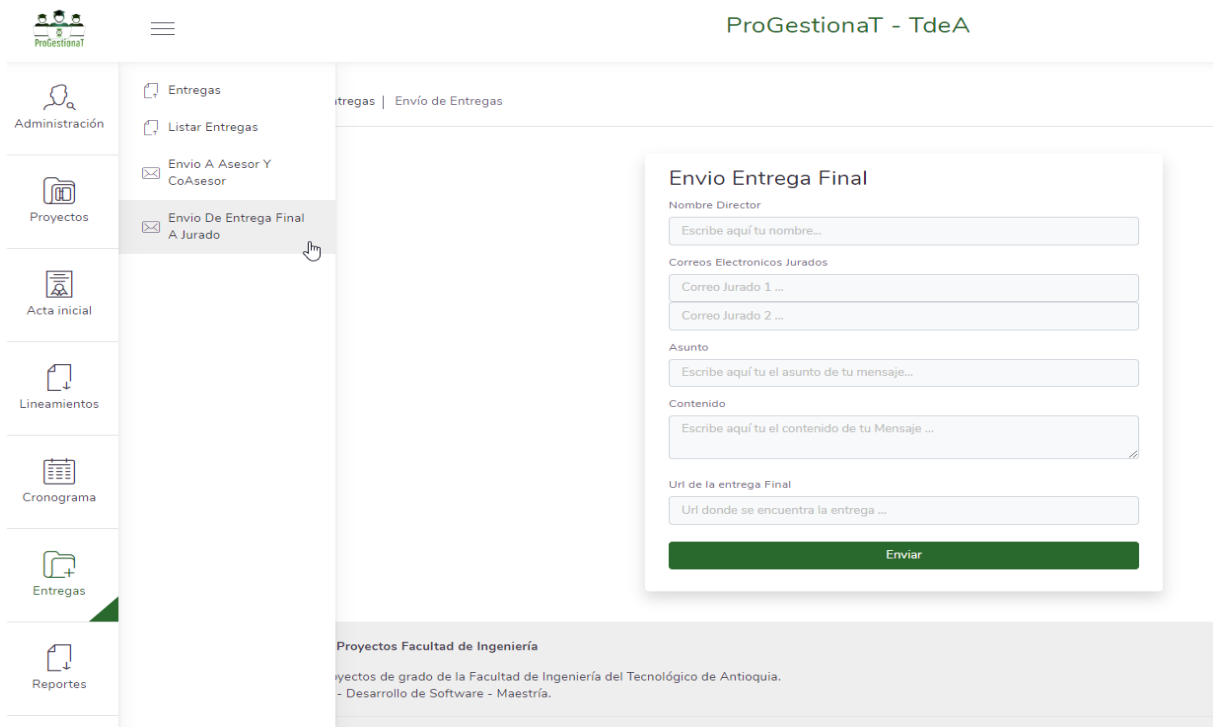 ProGestionaT
ProGestionaT - TdeA
Administración
Proyectos
Acta inicial
Lineamientos
Cronograma
Entregas
Reportes
Entregas
Listar Entregas
Envio A Asesor Y
CoAsesor
Envio De Entrega Final
A Jurado
ntregas | Envío de Entregas
Envio Entrega Final
Nombre Director
Escribe aquí tu nombre...
Correos Electronicos Jurados
Correo Jurado 1 ...
Correo Jurado 2 ...
Asunto
Escribe aquí tu el asunto de tu mensaje...
Contenido
Escribe aquí tu el contenido de tu Mensaje ...
Url de la entrega Final
Url donde se encuentra la entrega ...
Enviar
Proyectos Facultad de Ingeniería
oyectos de grado de la Facultad de Ingeniería del Tecnológico de Antioquia.
- Desarrollo de Software - Maestría.